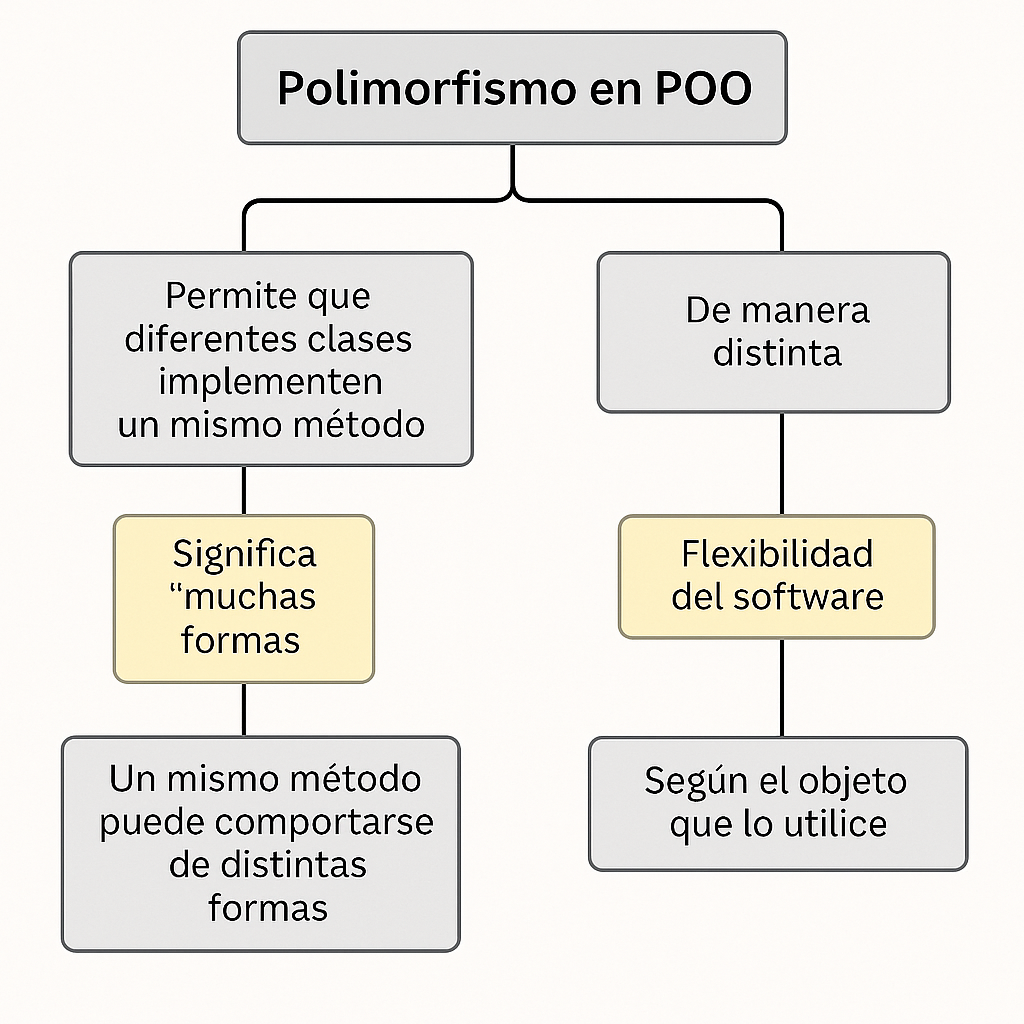 Polimorfismo en POO
Permite que
diferentes clases
implementen
un mismo método
De manera
distinta
Significa
“muchas
formas
Flexibilidad
del software
Un mismo método
puede comportarse
de distintas
formas
Según el objeto
que lo utilice